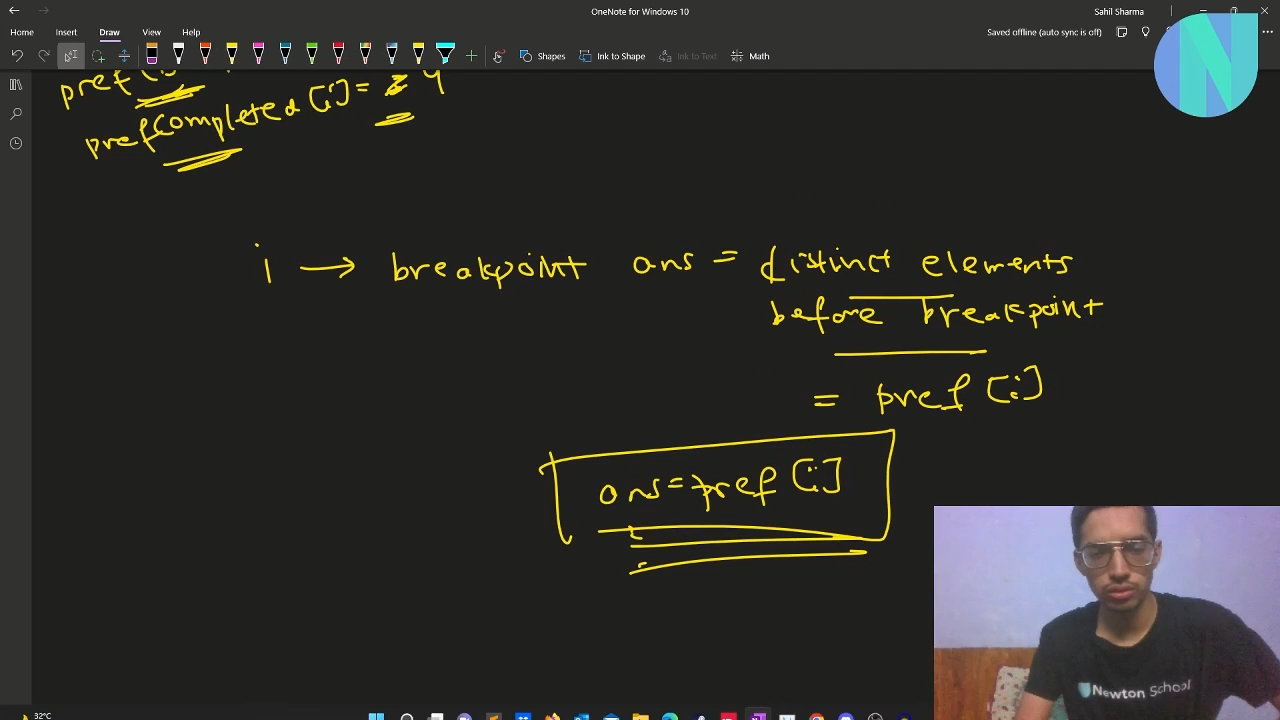 OneNote for Windows 10
Sahil Sharma
Home Insert Draw View Help
Saved offline (auto sync is off)
Shapes Ink to Shape Ink to Text Math
pref [i]
prefCompleted [i] = 4
i → breakpoint ans = distinct elements
before breakpoint
= pref [i]
ans = pref [i]
Newton School
32°C